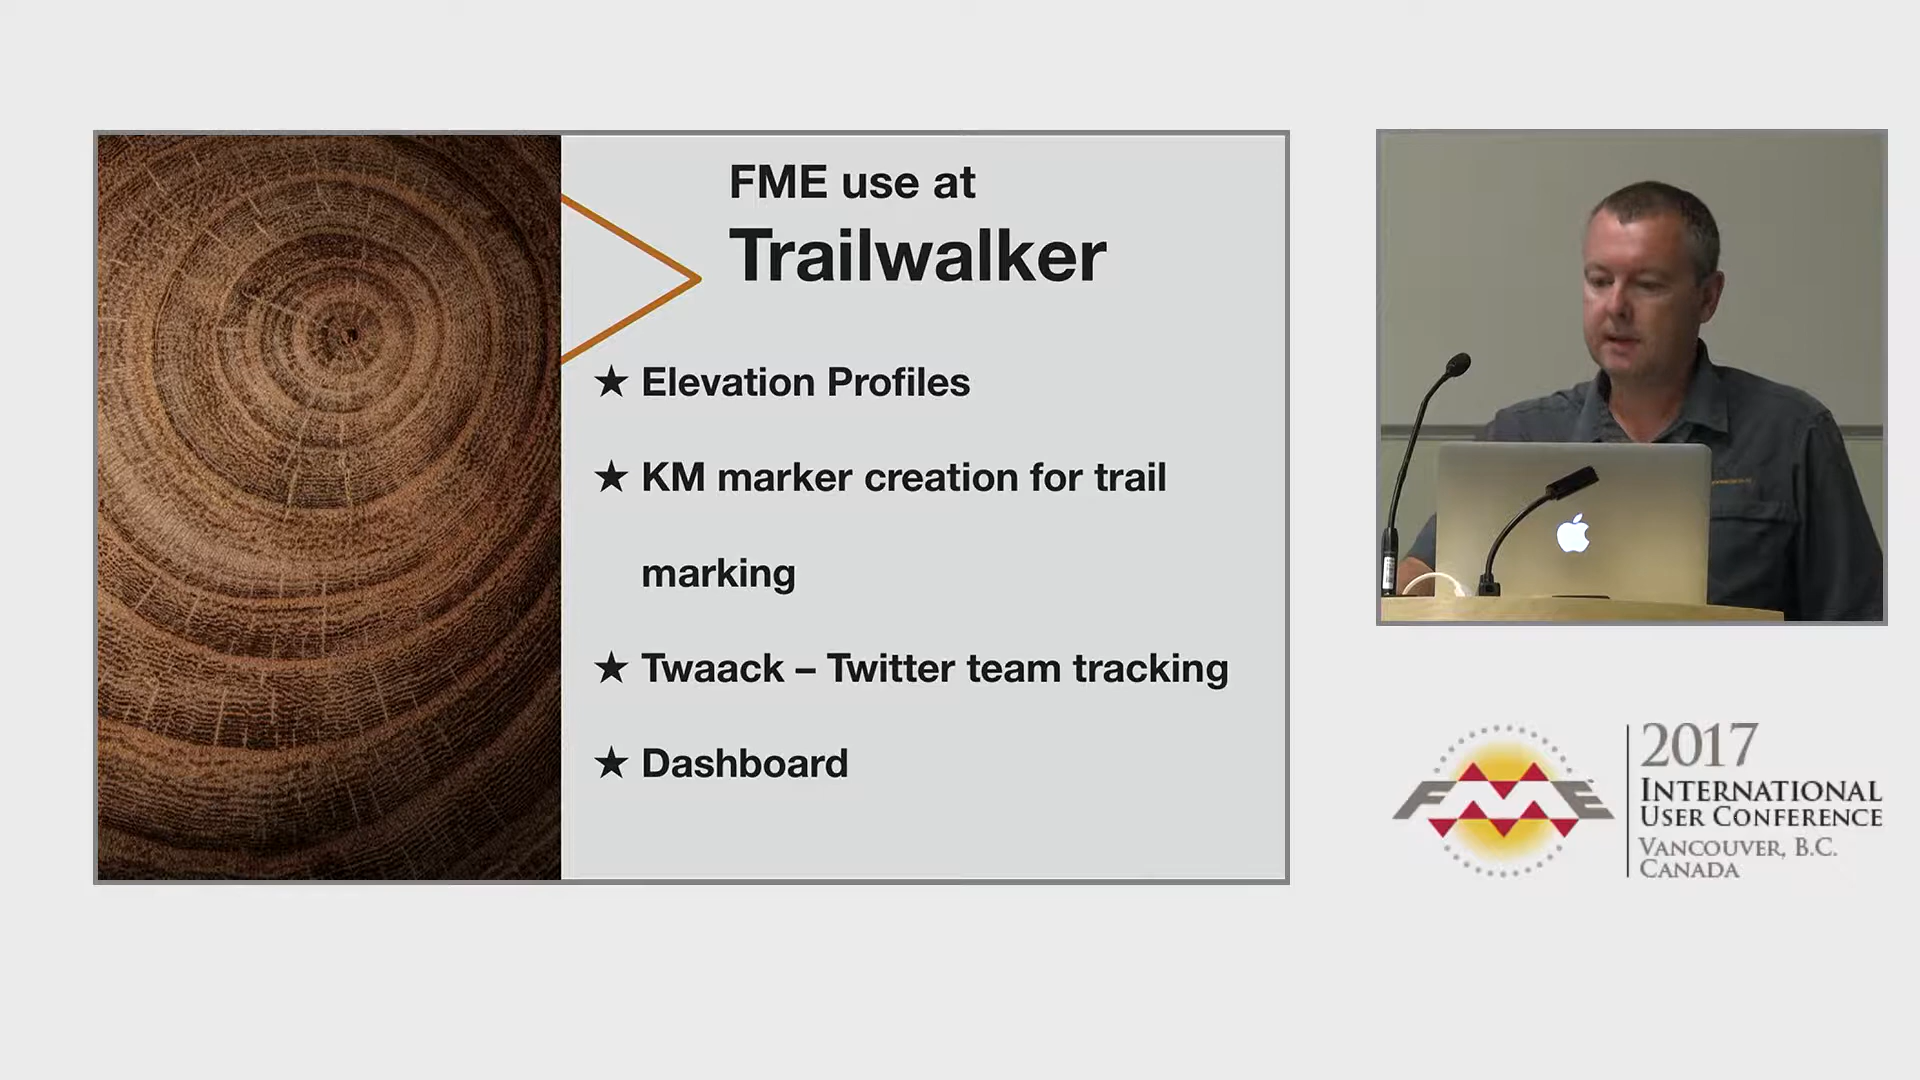 FME use at
Trailwalker
★ Elevation Profiles
★ KM marker creation for trail
marking
★ Twaack – Twitter team tracking
★ Dashboard
FME
2017
INTERNATIONAL
USER CONFERENCE
VANCOUVER, B.C.
CANADA